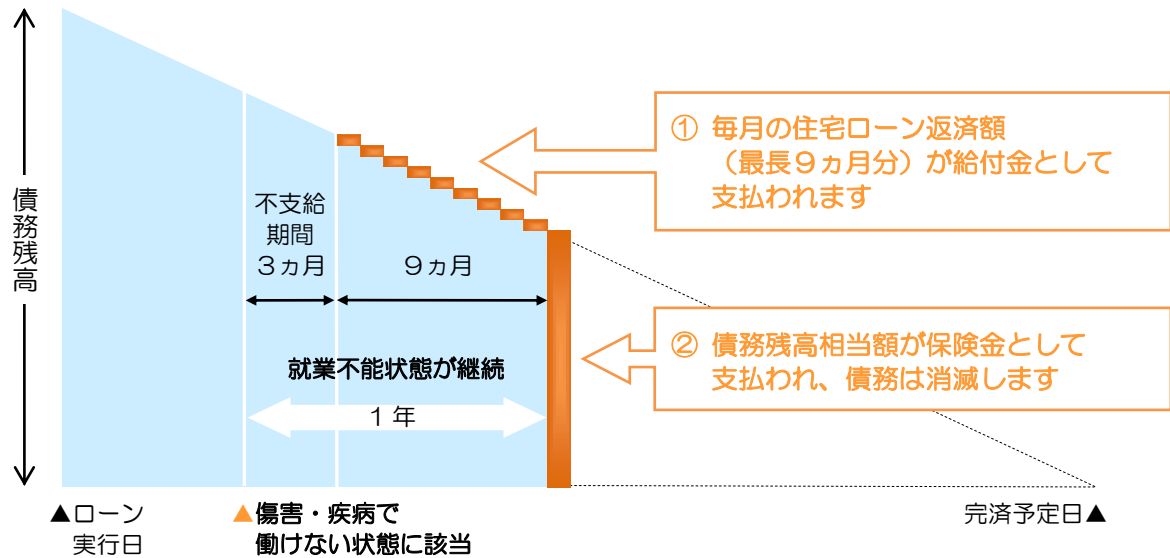 債務残高
① 毎月の住宅ローン返済額
（最長９ヵ月分）が給付金として
支払われます
不支給
期間
３ヵ月
９ヵ月
② 債務残高相当額が保険金として
支払われ、債務は消滅します
就業不能状態が継続
１年
▲ローン
実行日
▲傷害・疾病で
働けない状態に該当
完済予定日▲